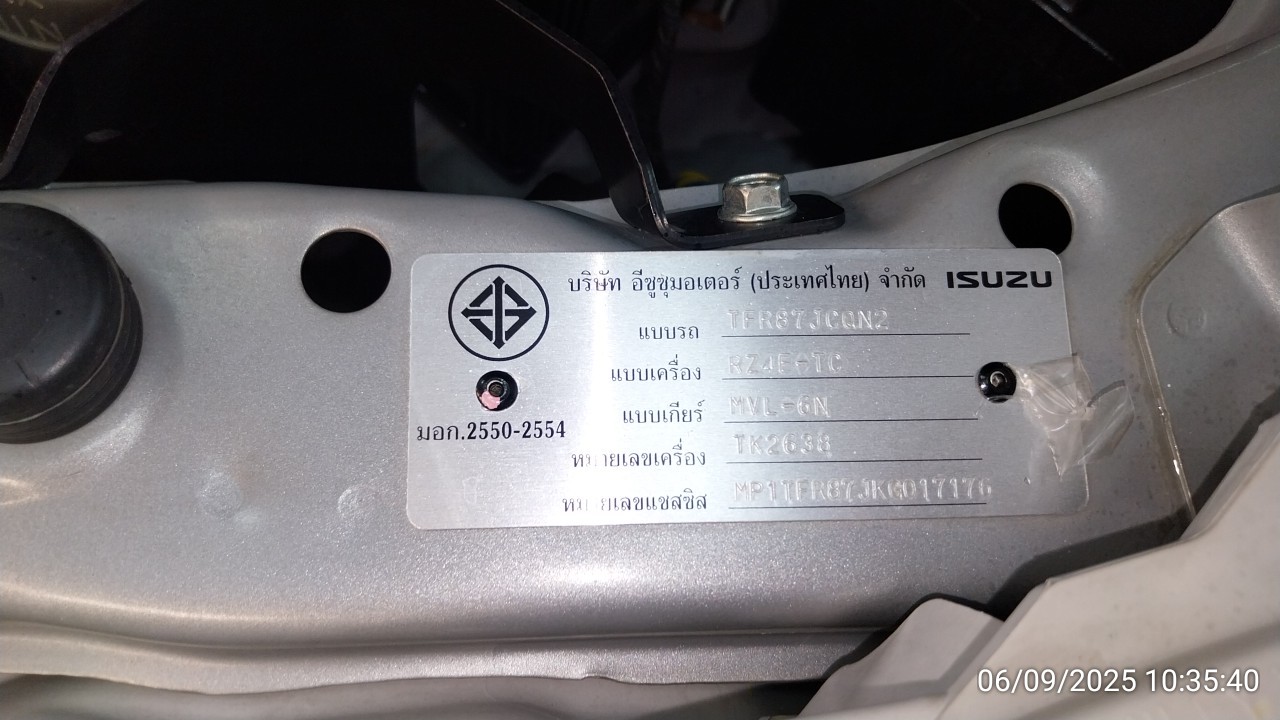 บริษัท อีซูซุมอเตอร์ (ประเทศไทย) จำกัด ISUZU
แบบรถ TFR87JCQN2
แบบเครื่อง RZ4E-TC
แบบเกียร์ MVL-6N
มอก.2550-2554
หมายเลขเครื่อง TK2638
หมายเลขแชสซิส
06/09/2025 10:35:40